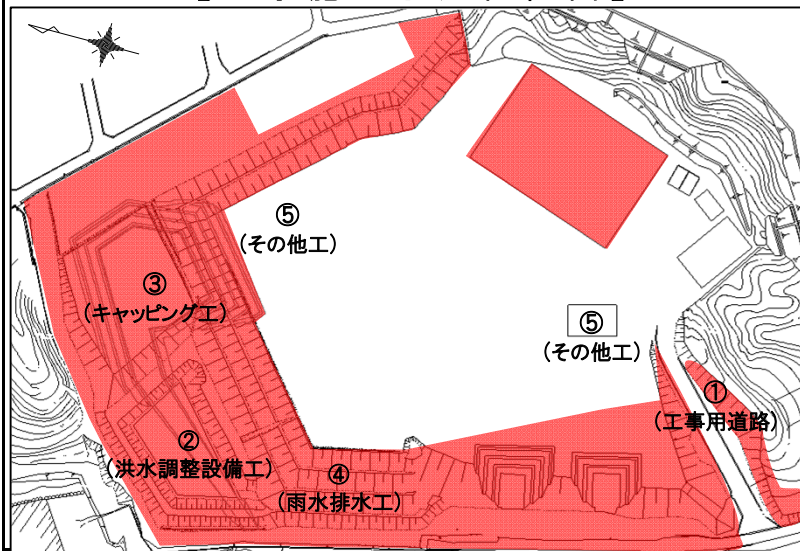 ⑤
(その他工)
③
(キャッピング工)
⑤
(その他工)
①
(工事用道路)
②
(洪水調整設備工)
④
(雨水排水工)